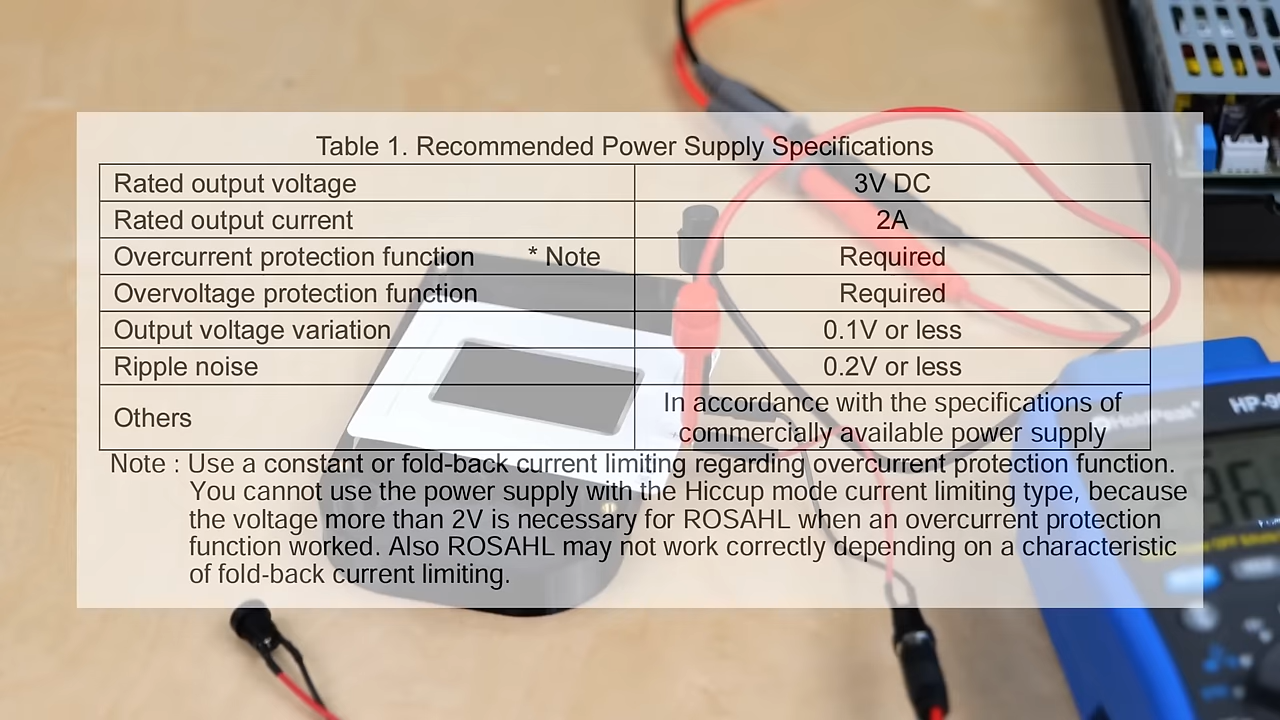 Table 1. Recommended Power Supply Specifications
Rated output voltage 3V DC
Rated output current 2A
Overcurrent protection function * Note Required
Overvoltage protection function Required
Output voltage variation 0.1V or less
Ripple noise 0.2V or less
Others In accordance with the specifications of
commercially available power supply
Note : Use a constant or fold-back current limiting regarding overcurrent protection function.
You cannot use the power supply with the Hiccup mode current limiting type, because
the voltage more than 2V is necessary for ROSAHL when an overcurrent protection
function worked. Also ROSAHL may not work correctly depending on a characteristic
of fold-back current limiting.